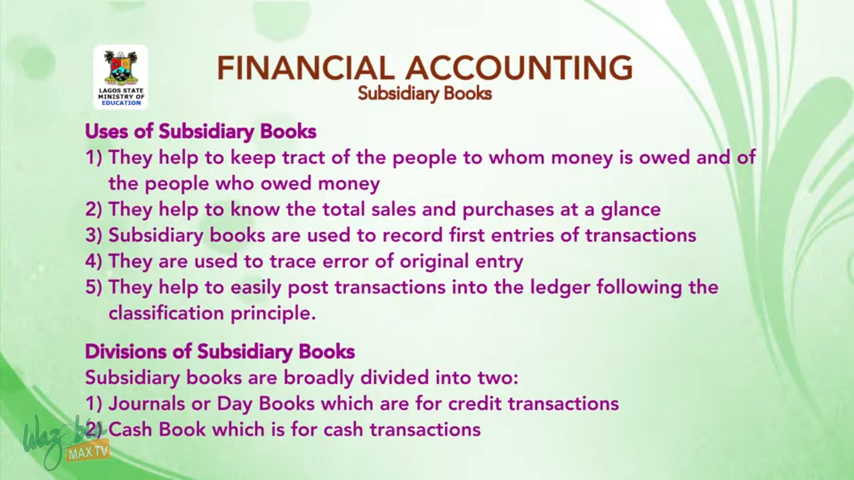 LAGOS STATE
MINISTRY OF
EDUCATION
FINANCIAL ACCOUNTING
Subsidiary Books
Uses of Subsidiary Books
1) They help to keep tract of the people to whom money is owed and of
the people who owed money
2) They help to know the total sales and purchases at a glance
3) Subsidiary books are used to record first entries of transactions
4) They are used to trace error of original entry
5) They help to easily post transactions into the ledger following the
classification principle.
Divisions of Subsidiary Books
Subsidiary books are broadly divided into two:
1) Journals or Day Books which are for credit transactions
2) Cash Book which is for cash transactions
Wazobia
MAX TV